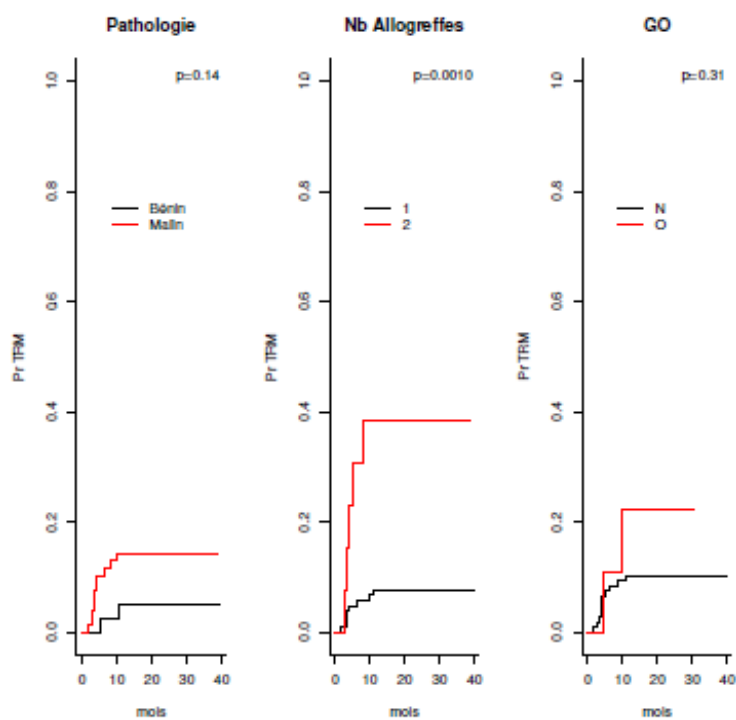 Pathologie
p=0.14
Bénin
Malin
Pr TRM
1.0
0.8
0.6
0.4
0.2
0.0
0 10 20 30 40
mois
Nb Allogreffes
p=0.0010
1
2
Pr TRM
1.0
0.8
0.6
0.4
0.2
0.0
0 10 20 30 40
mois
GO
p=0.31
N
O
Pr TRM
1.0
0.8
0.6
0.4
0.2
0.0
0 10 20 30 40
mois